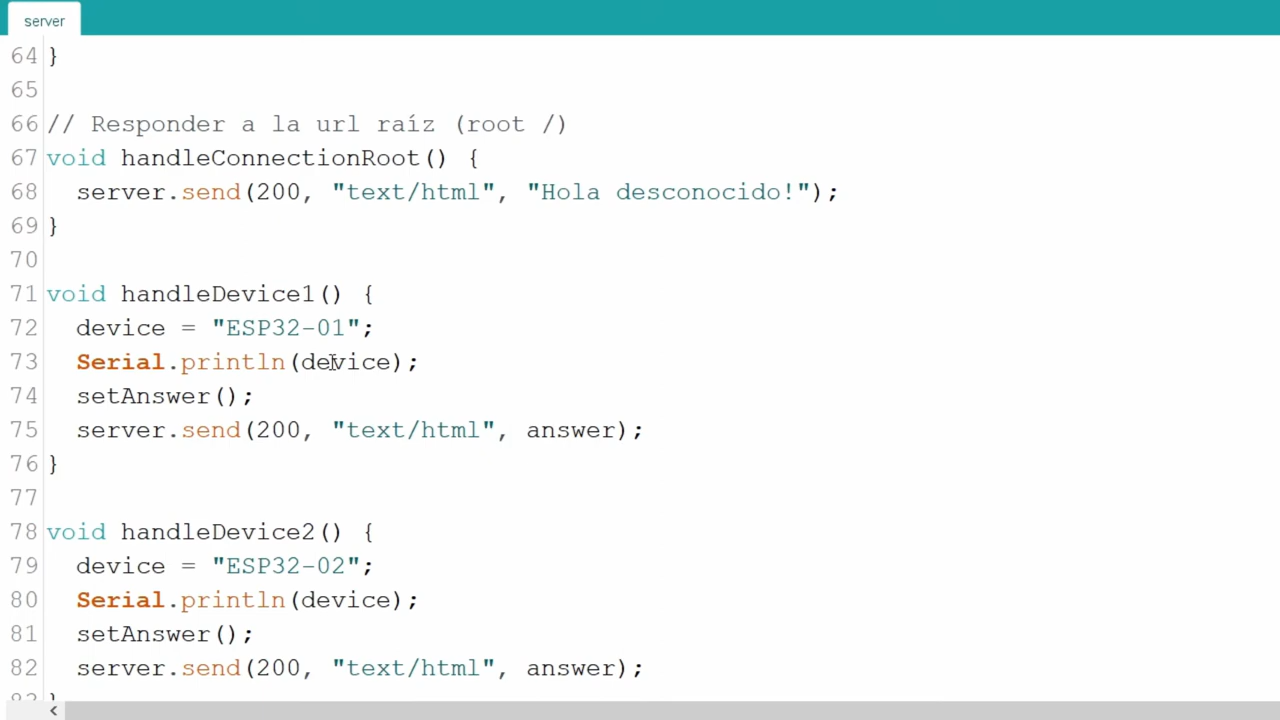 server
64 }
65
66 // Responder a la url raíz (root /)
67 void handleConnectionRoot() {
68   server.send(200, "text/html", "Hola desconocido!");
69 }
70
71 void handleDevice1() {
72   device = "ESP32-01";
73   Serial.println(device);
74   setAnswer();
75   server.send(200, "text/html", answer);
76 }
77
78 void handleDevice2() {
79   device = "ESP32-02";
80   Serial.println(device);
81   setAnswer();
82   server.send(200, "text/html", answer);
83 }